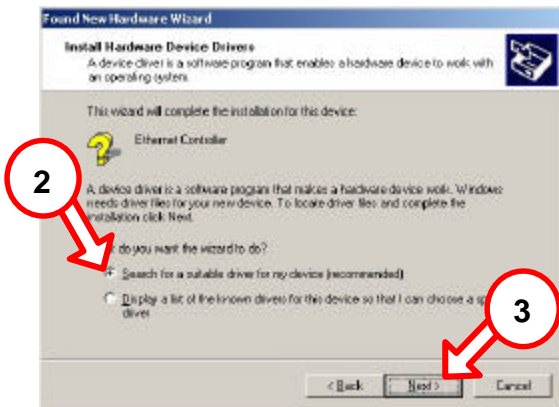 Found New Hardware Wizard
Install Hardware Device Drivers
A device driver is a software program that enables a hardware device to work with
an operating system.
This wizard will complete the installation for this device:
Ethernet Controller
2
A device driver is a software program that makes a hardware device work. Windows
needs driver files for your new device. To locate driver files and complete the
installation click Next.
do you want the wizard to do?
Search for a suitable driver for my device (recommended)
Display a list of the known drivers for this device so that I can choose a sp
driver
3
< Back
Next >
Cancel